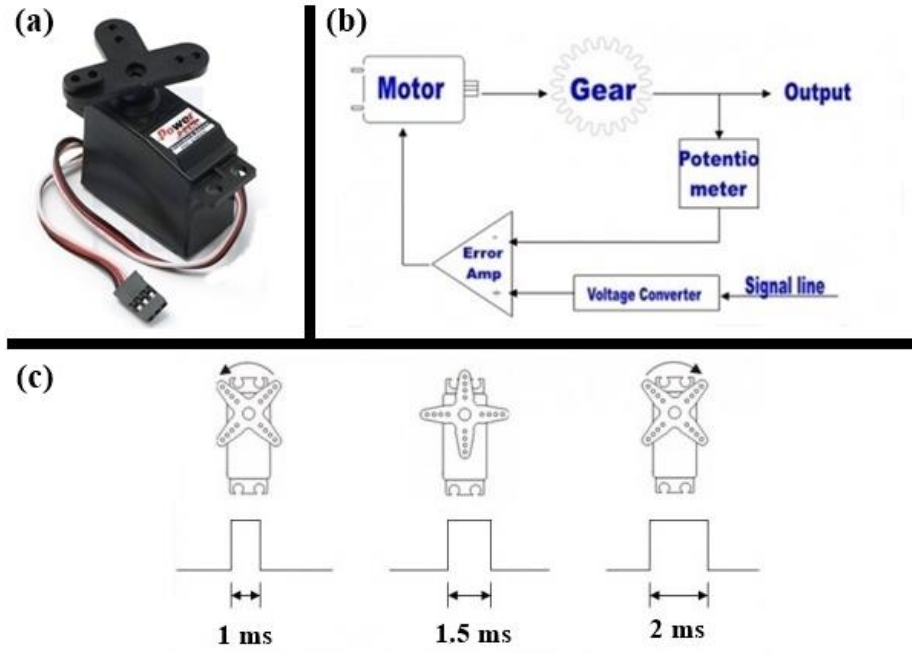 (a)
Power
(b)
Motor
Gear
Output
Potentio
meter
-
Error
Amp
+
Voltage Converter
Signal line
(c)
1 ms
1.5 ms
2 ms